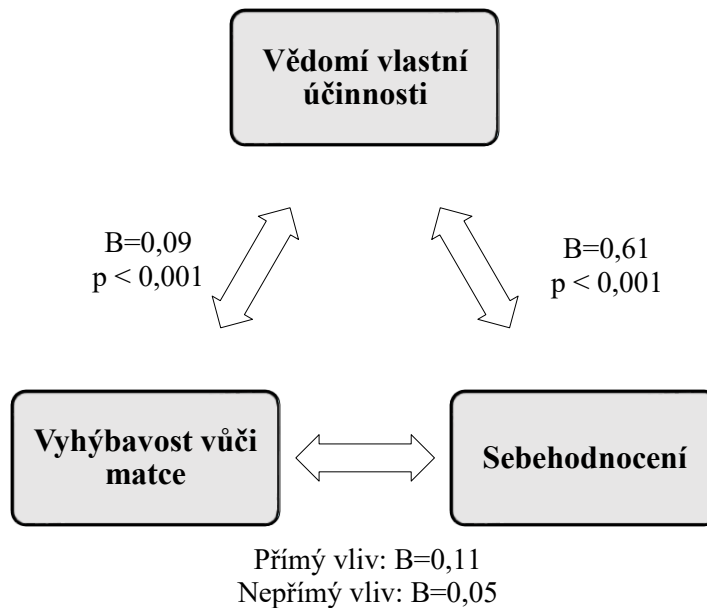 Vědomí vlastní
účinnosti
B=0,09
p < 0,001
B=0,61
p < 0,001
Vyhýbavost vůči
matce
Sebehodnocení
Přímý vliv: B=0,11
Nepřímý vliv: B=0,05